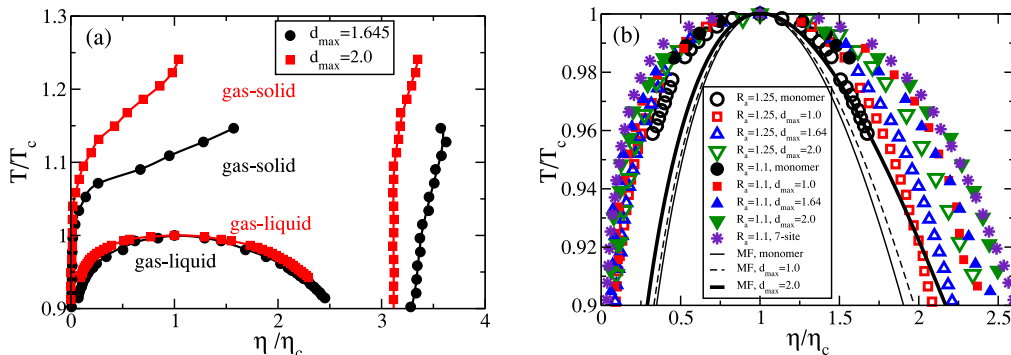 (a)
d_max=1.645
d_max=2.0
gas-solid
gas-solid
gas-liquid
gas-liquid
T/T_c
1.3
1.2
1.1
1.0
0.9
0
1
2
3
4
η/η_c
(b)
R_a=1.25, monomer
R_a=1.25, d_max=1.0
R_a=1.25, d_max=1.64
R_a=1.25, d_max=2.0
R_a=1.1, monomer
R_a=1.1, d_max=1.0
R_a=1.1, d_max=1.64
R_a=1.1, d_max=2.0
R_a=1.1, 7-site
MF, monomer
MF, d_max=1.0
MF, d_max=2.0
T/T_c
1
0.98
0.96
0.94
0.92
0.9
0
0.5
1
1.5
2
2.5
η/η_c